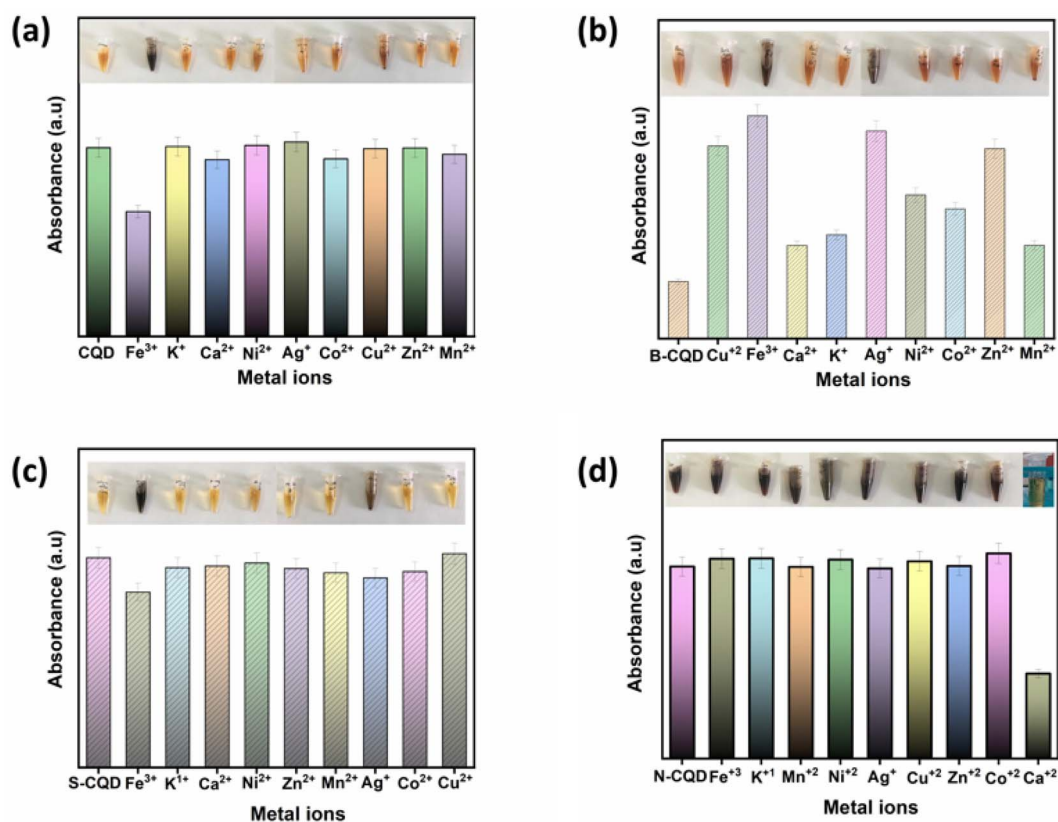 (a)
Absorbance (a.u)
CQD Fe³⁺ K⁺ Ca²⁺ Ni²⁺ Ag⁺ Co²⁺ Cu²⁺ Zn²⁺ Mn²⁺
Metal ions
(b)
Absorbance (a.u)
B-CQD Cu⁺² Fe³⁺ Ca²⁺ K⁺ Ag⁺ Ni²⁺ Co²⁺ Zn²⁺ Mn²⁺
Metal ions
(c)
Absorbance (a.u)
S-CQD Fe³⁺ K¹⁺ Ca²⁺ Ni²⁺ Zn²⁺ Mn²⁺ Ag⁺ Co²⁺ Cu²⁺
Metal ions
(d)
Absorbance (a.u)
N-CQD Fe⁺³ K⁺¹ Mn⁺² Ni⁺² Ag⁺ Cu⁺² Zn⁺² Co⁺² Ca⁺²
Metal ions